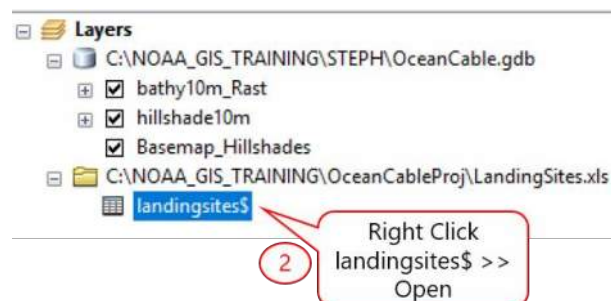 Layers
C:\NOAA_GIS_TRAINING\STEPH\OceanCable.gdb
bathy10m_Rast
hillshade10m
Basemap_Hillshades
C:\NOAA_GIS_TRAINING\OceanCableProj\LandingSites.xls
landingsites$
2
Right Click
landingsites$ >>
Open